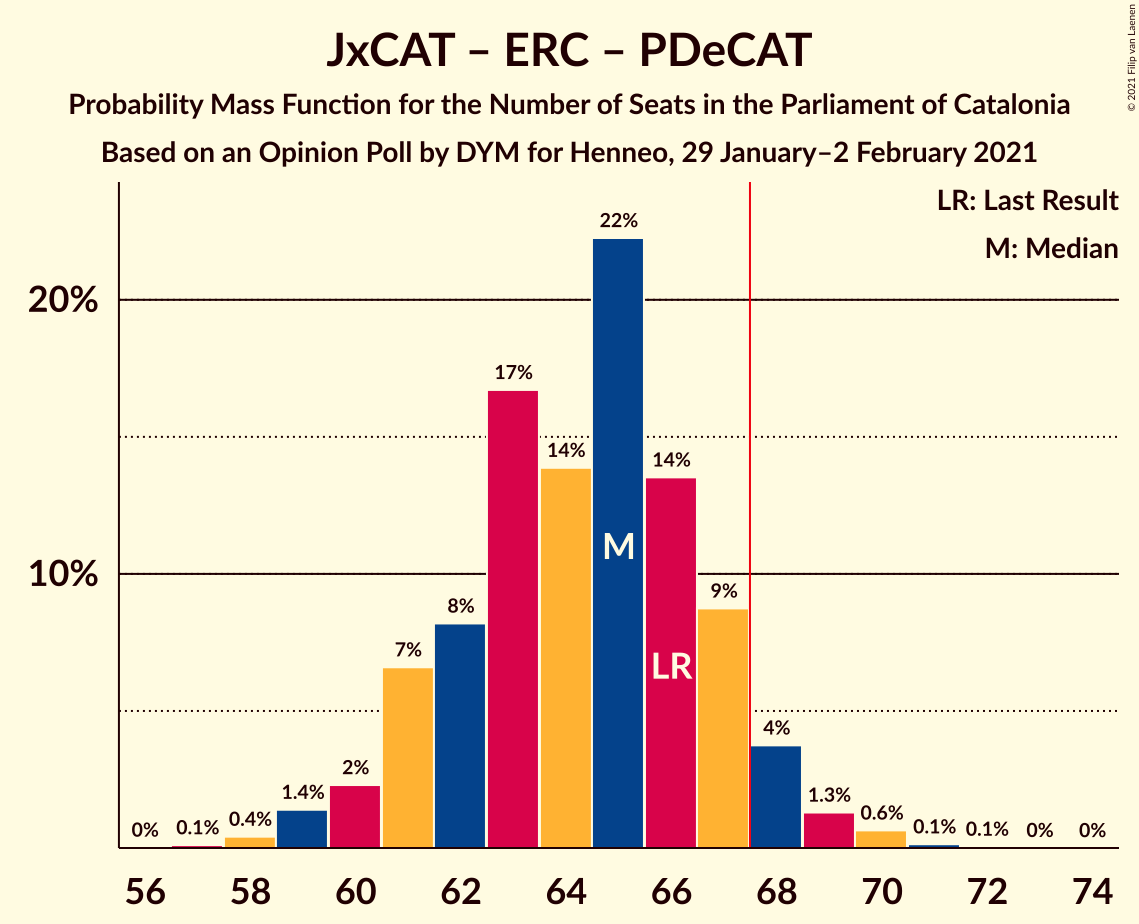 JxCAT – ERC – PDeCAT
Probability Mass Function for the Number of Seats in the Parliament of Catalonia
Based on an Opinion Poll by DYM for Henneo, 29 January–2 February 2021
© 2021 Filip van Laenen
LR: Last Result
M: Median
20%
10%
0%
0.1%
0.4%
1.4%
2%
7%
8%
17%
14%
22%
14%
9%
4%
1.3%
0.6%
0.1%
0.1%
0%
0%
M
LR
56 58 60 62 64 66 68 70 72 74